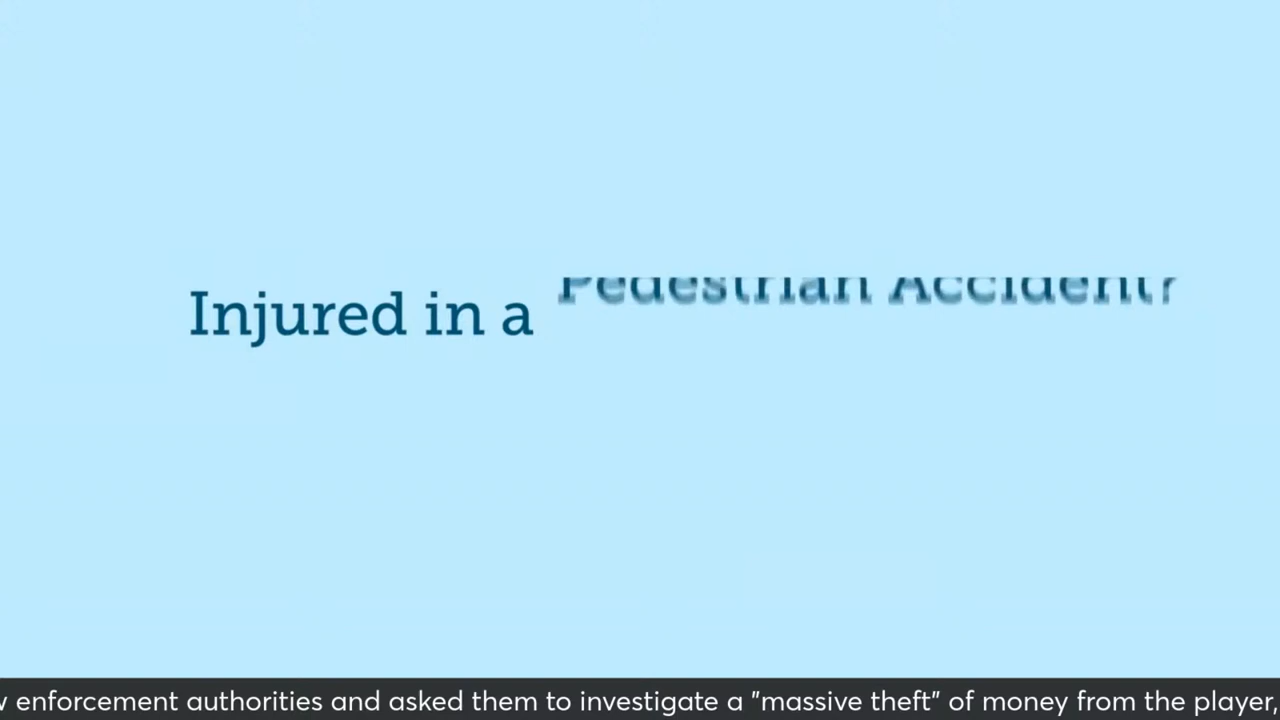 Injured in a Pedestrian Accident?
enforcement authorities and asked them to investigate a "massive theft" of money from the player,